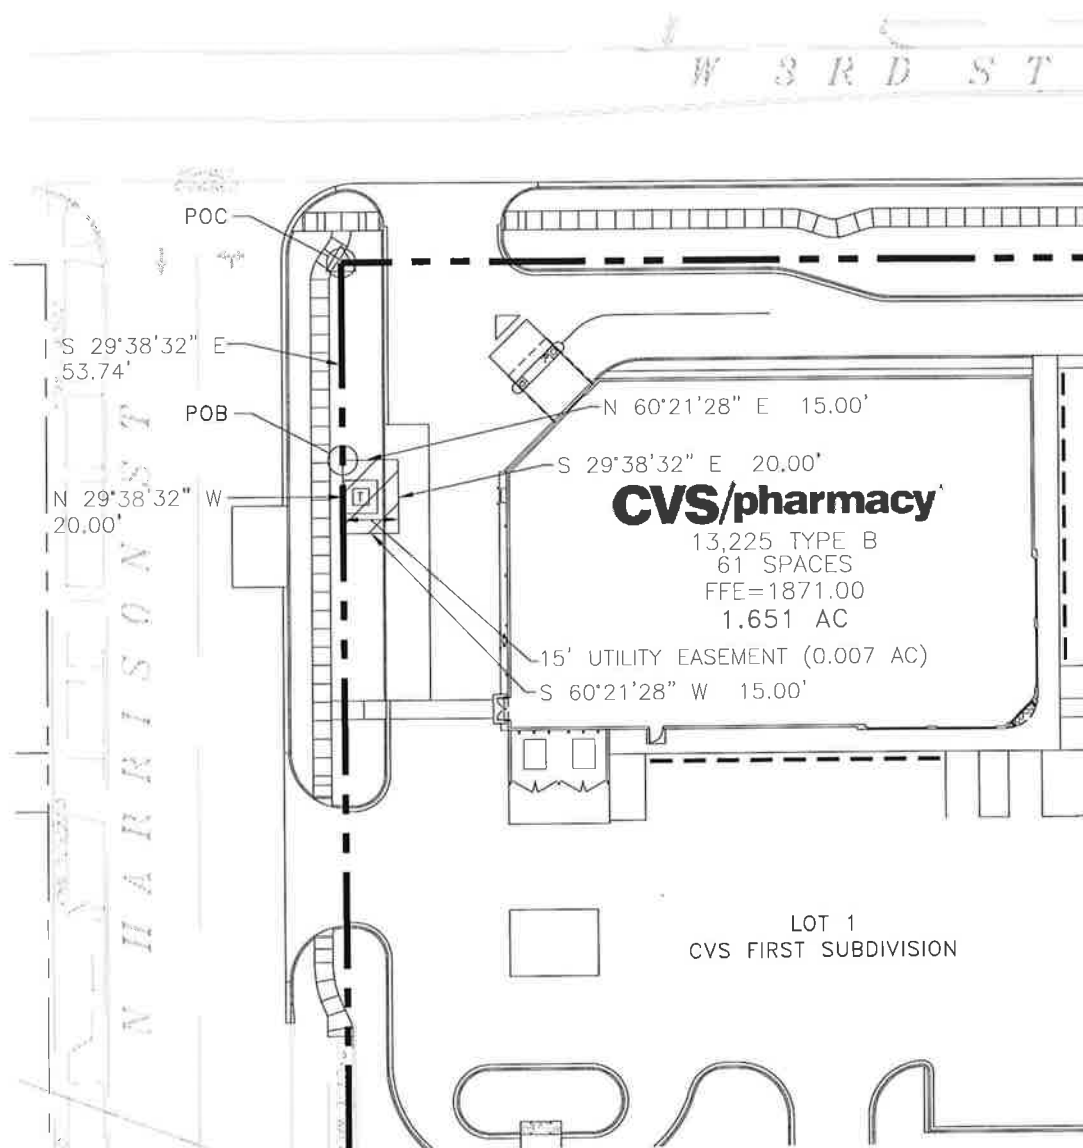 W 3RD ST
POC
S 29°38'32" E
53.74'
POB
N 60°21'28" E 15.00'
S 29°38'32" E 20.00'
N 29°38'32" W
20.00'
T
CVS/pharmacy
13,225 TYPE B
61 SPACES
FFE=1871.00
1.651 AC
15' UTILITY EASEMENT (0.007 AC)
S 60°21'28" W 15.00'
N HARRISON ST
LOT 1
CVS FIRST SUBDIVISION